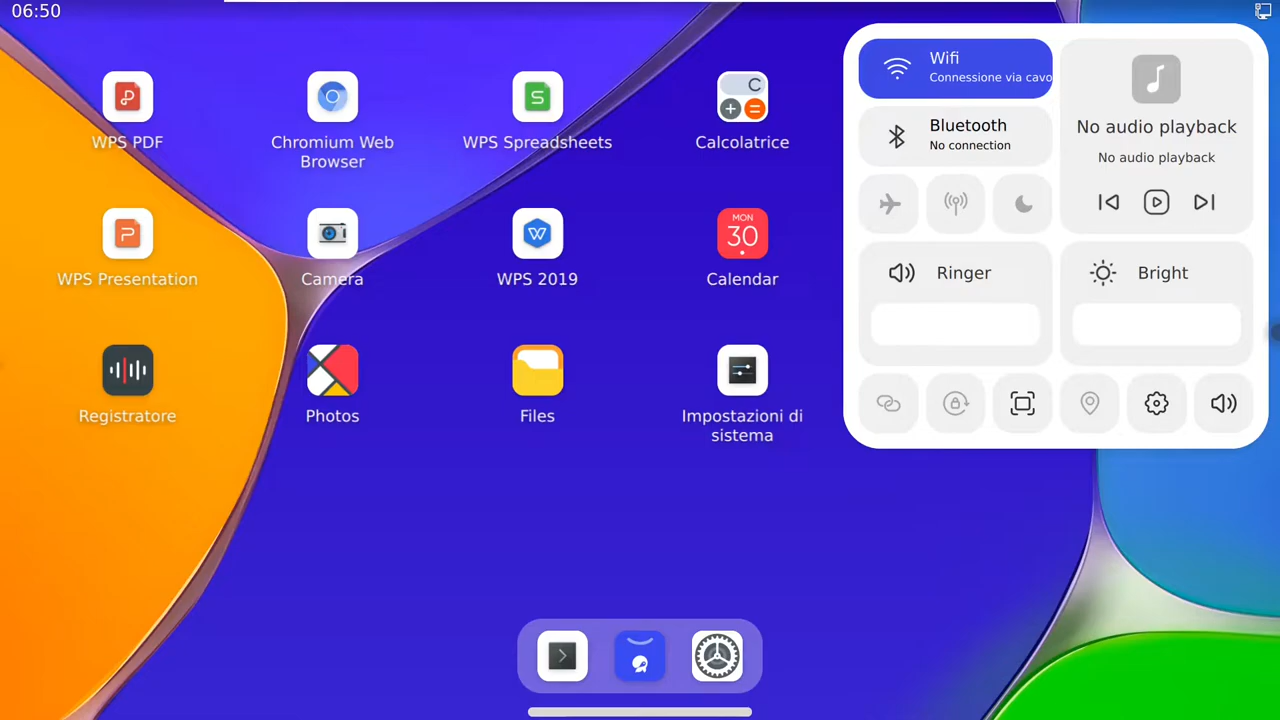 06:50
WPS PDF
Chromium Web
Browser
WPS Spreadsheets
C
Calcolatrice
WPS Presentation
Camera
W
WPS 2019
MON
30
Calendar
Registratore
Photos
Files
Impostazioni di
sistema
Wifi
Connessione via cavo
Bluetooth
No connection
No audio playback
No audio playback
Ringer
Bright